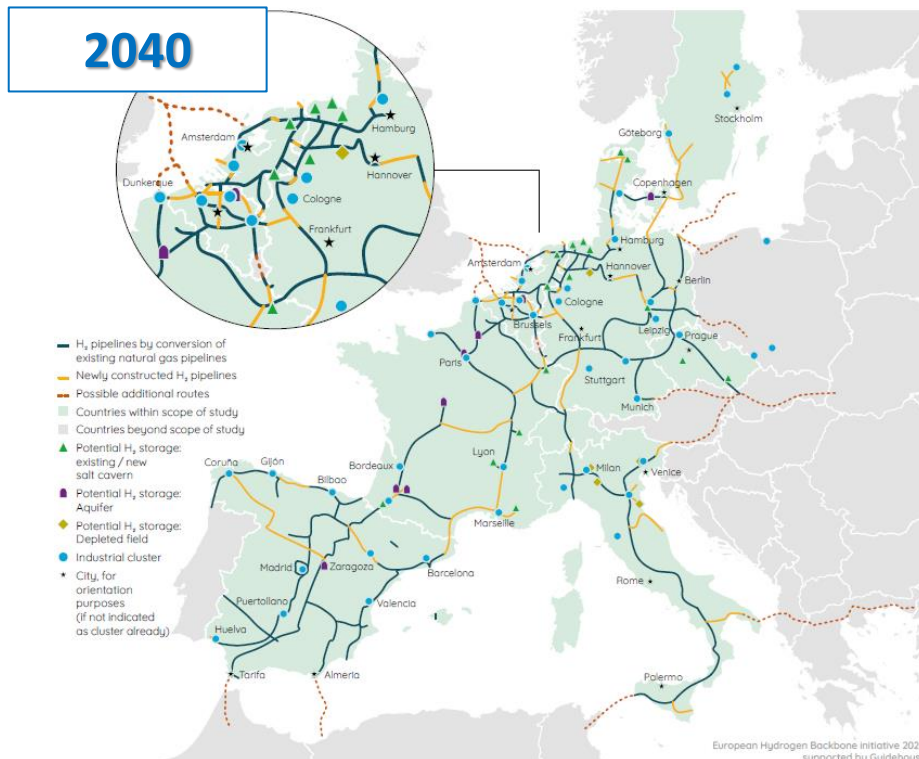 2040
Amsterdam
Hamburg
Hannover
Dunkerque
Cologne
Frankfurt
H₂ pipelines by conversion of
existing natural gas pipelines
Newly constructed H₂ pipelines
Possible additional routes
Countries within scope of study
Countries beyond scope of study
Potential H₂ storage:
existing / new
salt cavern
Potential H₂ storage:
Aquifer
Potential H₂ storage:
Depleted field
Industrial cluster
City, for
orientation
purposes
(if not indicated
as cluster already)
Stockholm
Göteborg
Copenhagen
Hamburg
Amsterdam
Hannover
Berlin
Cologne
Brussels
Leipzig
Frankfurt
Prague
Paris
Stuttgart
Munich
Lyon
Milan
Venice
Bordeaux
Coruña
Gijón
Bilbao
Marseille
Madrid
Zaragoza
Barcelona
Puertollano
Valencia
Huelva
Rome
Tarifa
Almeria
Palermo
European Hydrogen Backbone initiative 202
supported by Guidehous